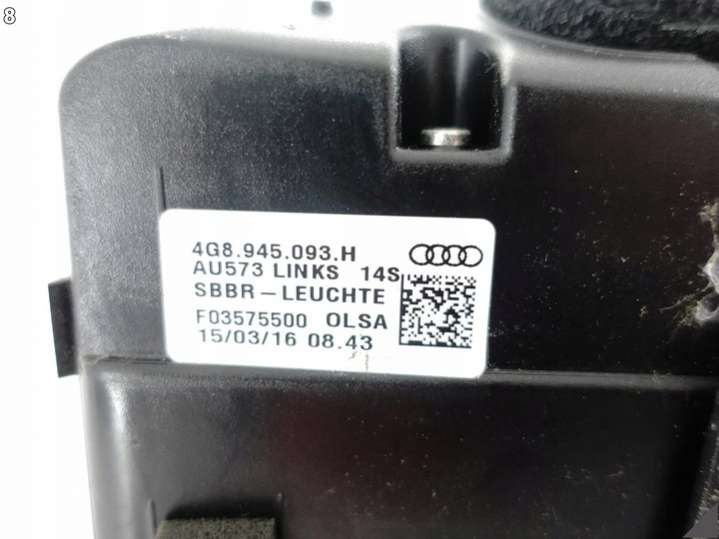 8
4G8.945.093.H
AU573 LINKS 14S
SBBR-LEUCHTE
F03575500 OLSA
15/03/16 08.43